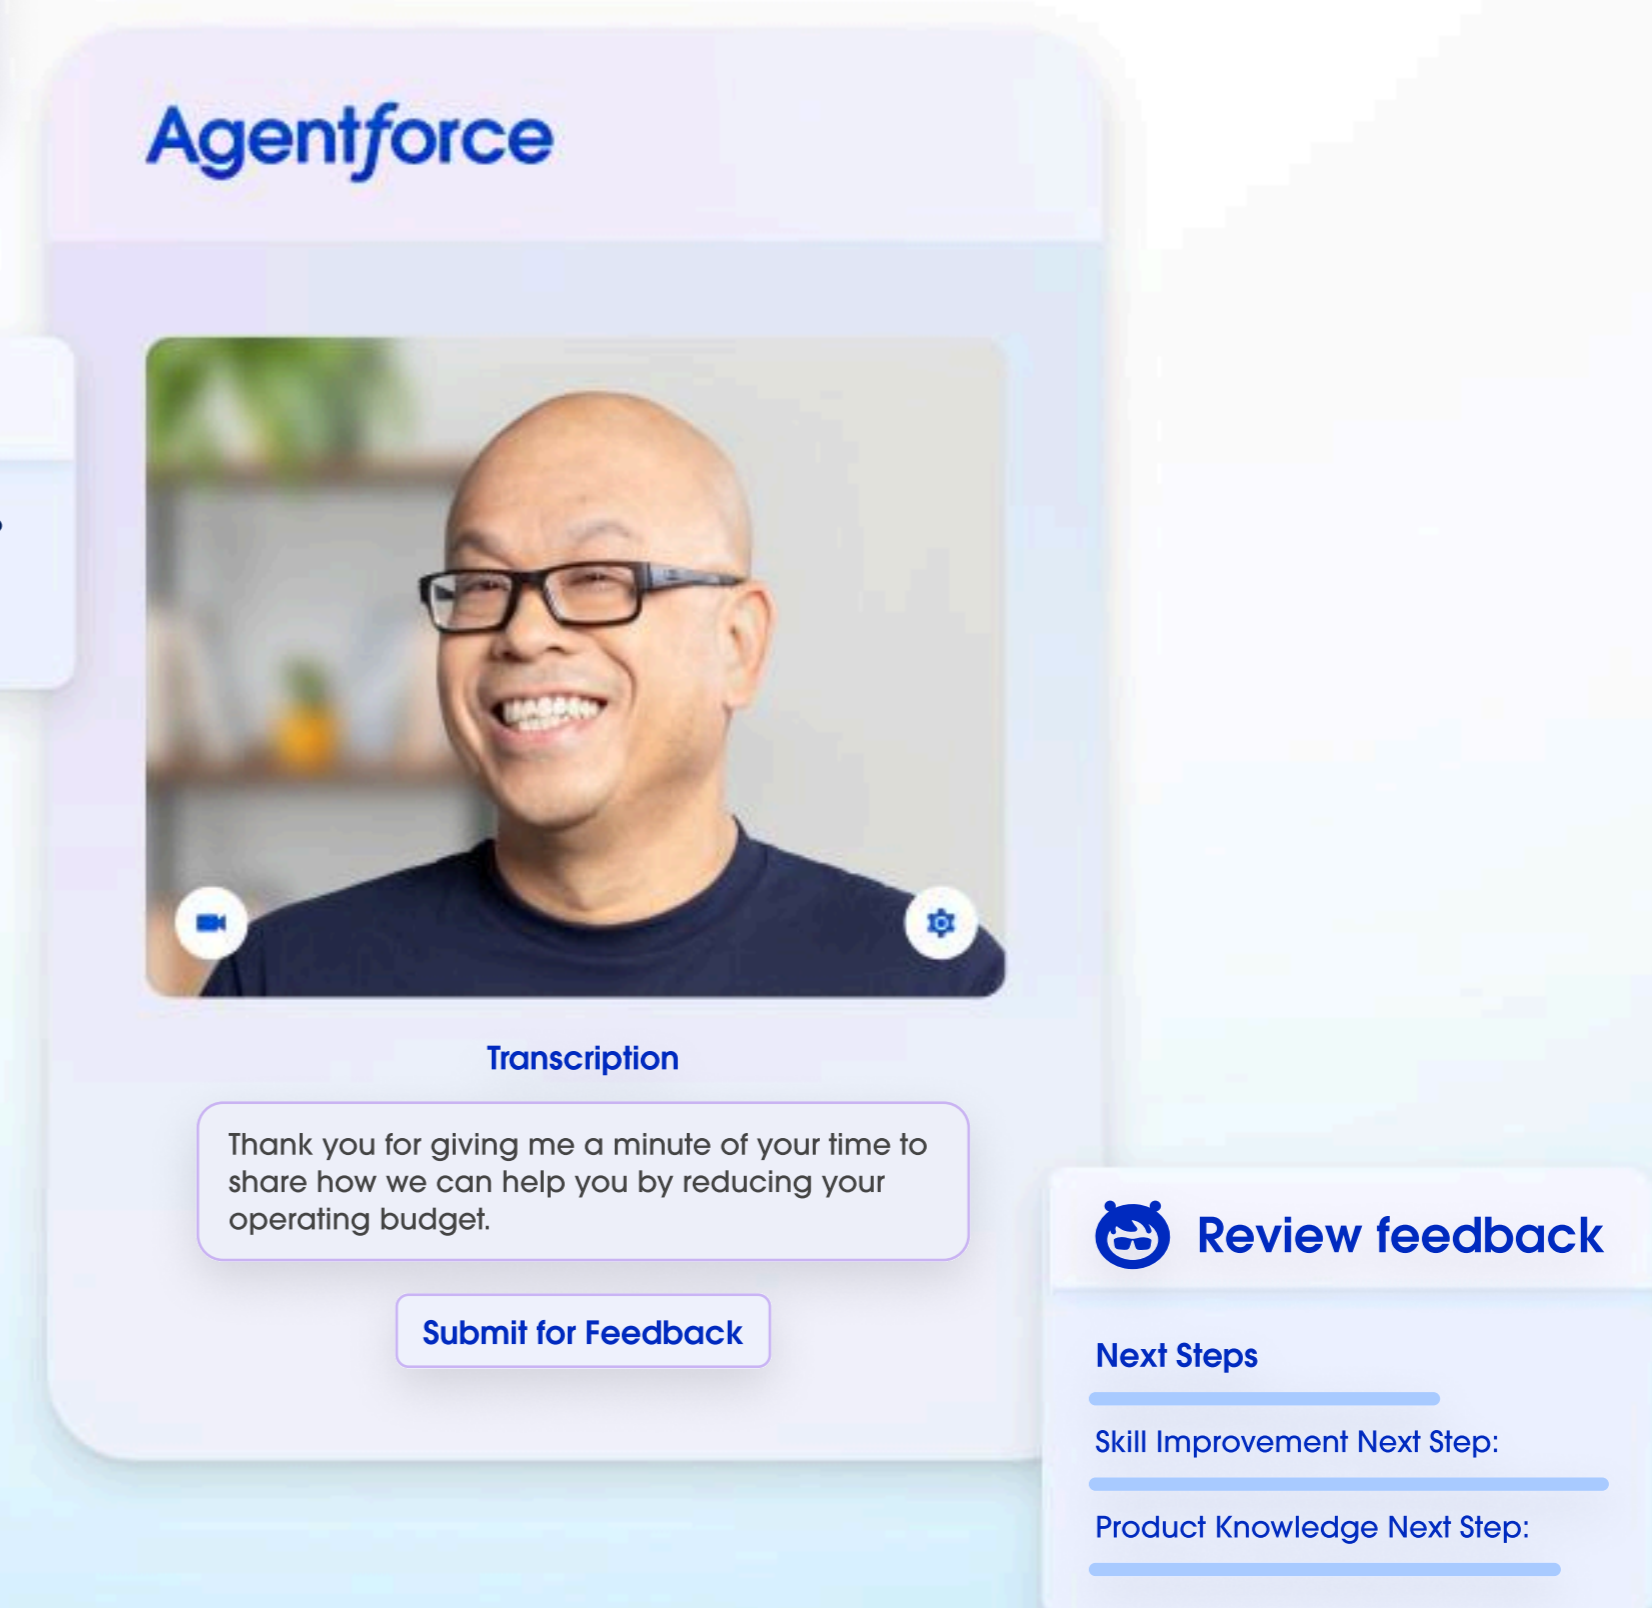 Agentforce
Transcription
Thank you for giving me a minute of your time to
share how we can help you by reducing your
operating budget.
Submit for Feedback
Review feedback
Next Steps
Skill Improvement Next Step:
Product Knowledge Next Step: